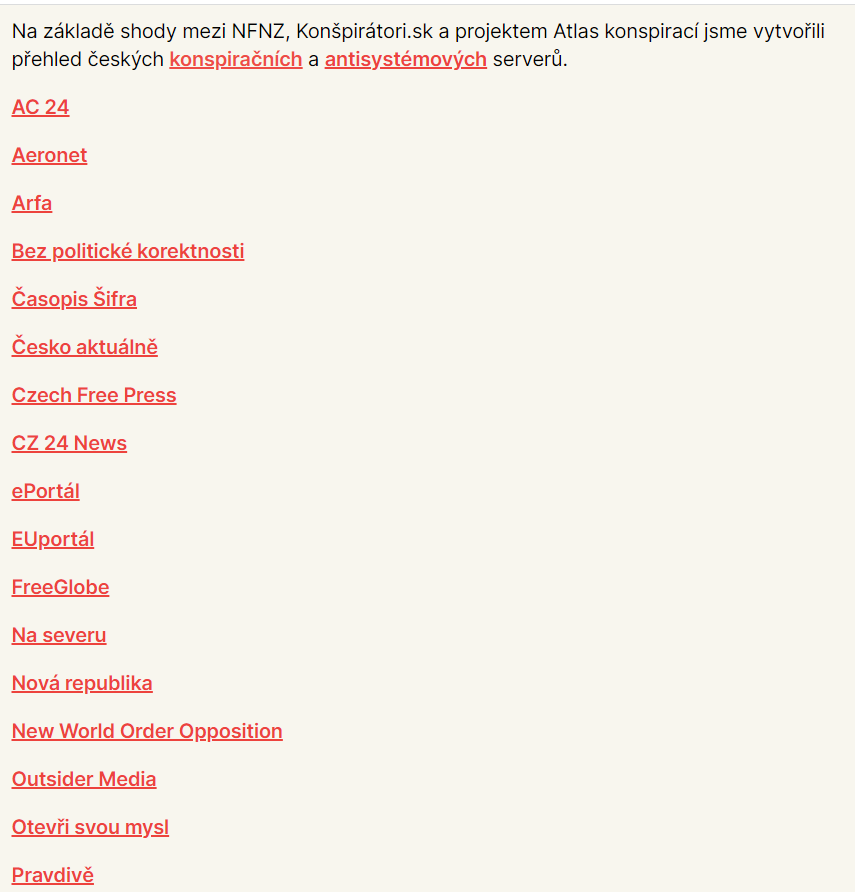 Na základě shody mezi NFNZ, Konšpirátori.sk a projektem Atlas konspirací jsme vytvořili
přehled českých konspiračních a antisystémových serverů.
AC 24
Aeronet
Arfa
Bez politické korektnosti
Časopis Šifra
Česko aktuálně
Czech Free Press
CZ 24 News
ePortál
EUportál
FreeGlobe
Na severu
Nová republika
New World Order Opposition
Outsider Media
Otevři svou mysl
Pravdivě